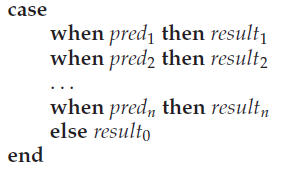 case
when pred₁ then result₁
when pred₂ then result₂
...
when predₙ then resultₙ
else result₀
end